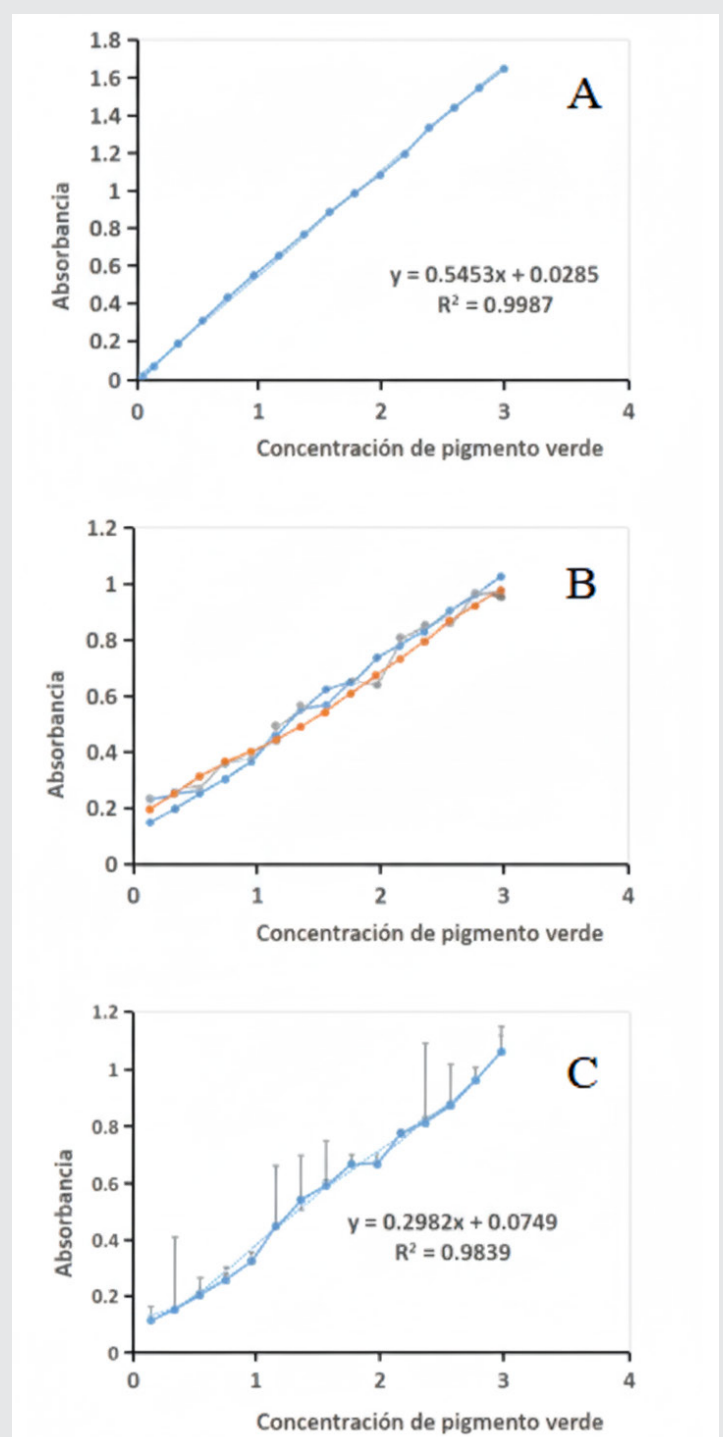 1.8
1.6
A
1.4
1.2
1
0.8
0.6
y = 0.5453x + 0.0285
0.4
R² = 0.9987
0.2
0
0 1 2 3 4
Absorbancia
Concentración de pigmento verde
1.2
B
1
0.8
0.6
0.4
0.2
0
0 1 2 3 4
Absorbancia
Concentración de pigmento verde
1.2
C
1
0.8
0.6
y = 0.2982x + 0.0749
0.4
R² = 0.9839
0.2
0
0 1 2 3 4
Absorbancia
Concentración de pigmento verde